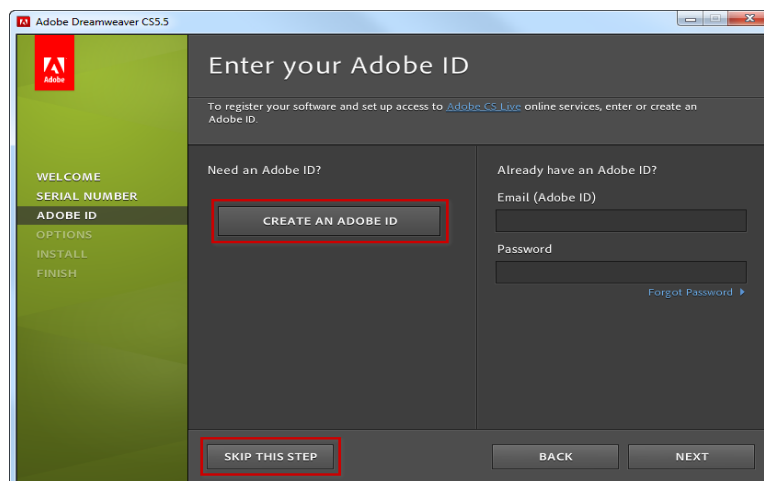 Adobe Dreamweaver CS5.5
Adobe
Enter your Adobe ID
To register your software and set up access to Adobe CS Live online services, enter or create an
Adobe ID.
WELCOME
SERIAL NUMBER
ADOBE ID
OPTIONS
INSTALL
FINISH
Need an Adobe ID?
CREATE AN ADOBE ID
Already have an Adobe ID?
Email (Adobe ID)
Password
Forgot Password
SKIP THIS STEP
BACK
NEXT